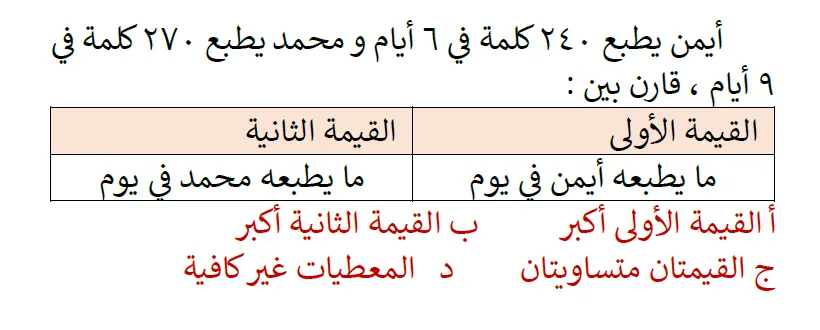 أيمن يطبع ٢٤٠ كلمة في ٦ أيام و محمد يطبع ٢٧٠ كلمة في
٩ أيام ، قارن بين :
القيمة الأولى القيمة الثانية
ما يطبعه أيمن في يوم ما يطبعه محمد في يوم
أ القيمة الأولى أكبر ب القيمة الثانية أكبر
ج القيمتان متساويتان د المعطيات غير كافية